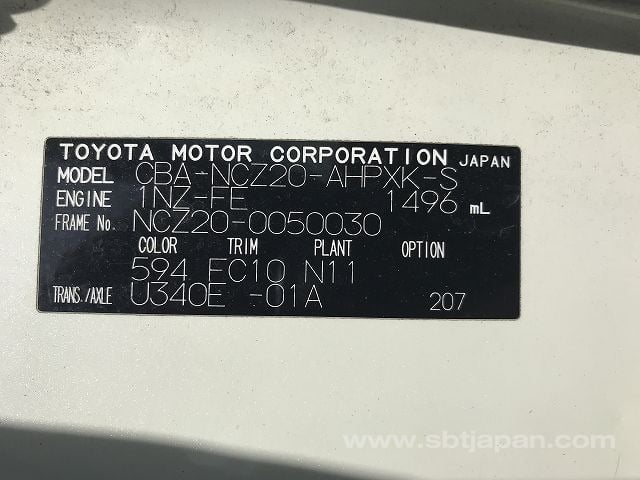 TOYOTA MOTOR CORPORATION JAPAN
MODEL CBA-NCZ20-AHPXK-S
ENGINE 1NZ-FE 1496 mL
FRAME No. NCZ20-0050030
COLOR TRIM PLANT OPTION
594 FC10 N11
TRANS./AXLE U340E -01A 207
www.sbtjapan.com